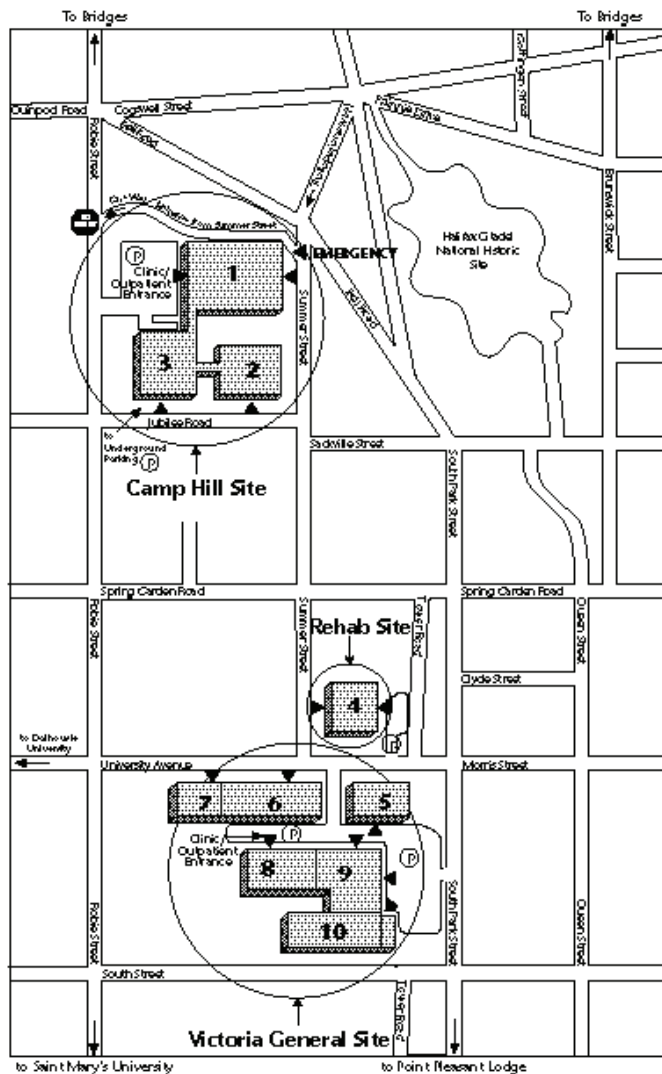 To Bridges
To Bridges
Cogswell Street
Robie Street
Brunswick Street
Halifax Citadel
National Historic
Site
EMERGENCY
P
Clinic/
Outpatient
Entrance
1
Summer Street
3
2
Jubilee Road
to
Underground
Parking
P
Sackville Street
Camp Hill Site
South Park Street
Spring Garden Road
Spring Garden Road
Robie Street
Summer Street
Tower Road
Queen Street
Rehab Site
4
Clyde Street
P
to Dalhousie
University
University Avenue
Morris Street
7
6
5
Clinic/
Outpatient
Entrance
P
P
8
9
10
Robie Street
South Park Street
Queen Street
South Street
Tower Road
Victoria General Site
to Saint Mary's University
to Point Pleasant Lodge